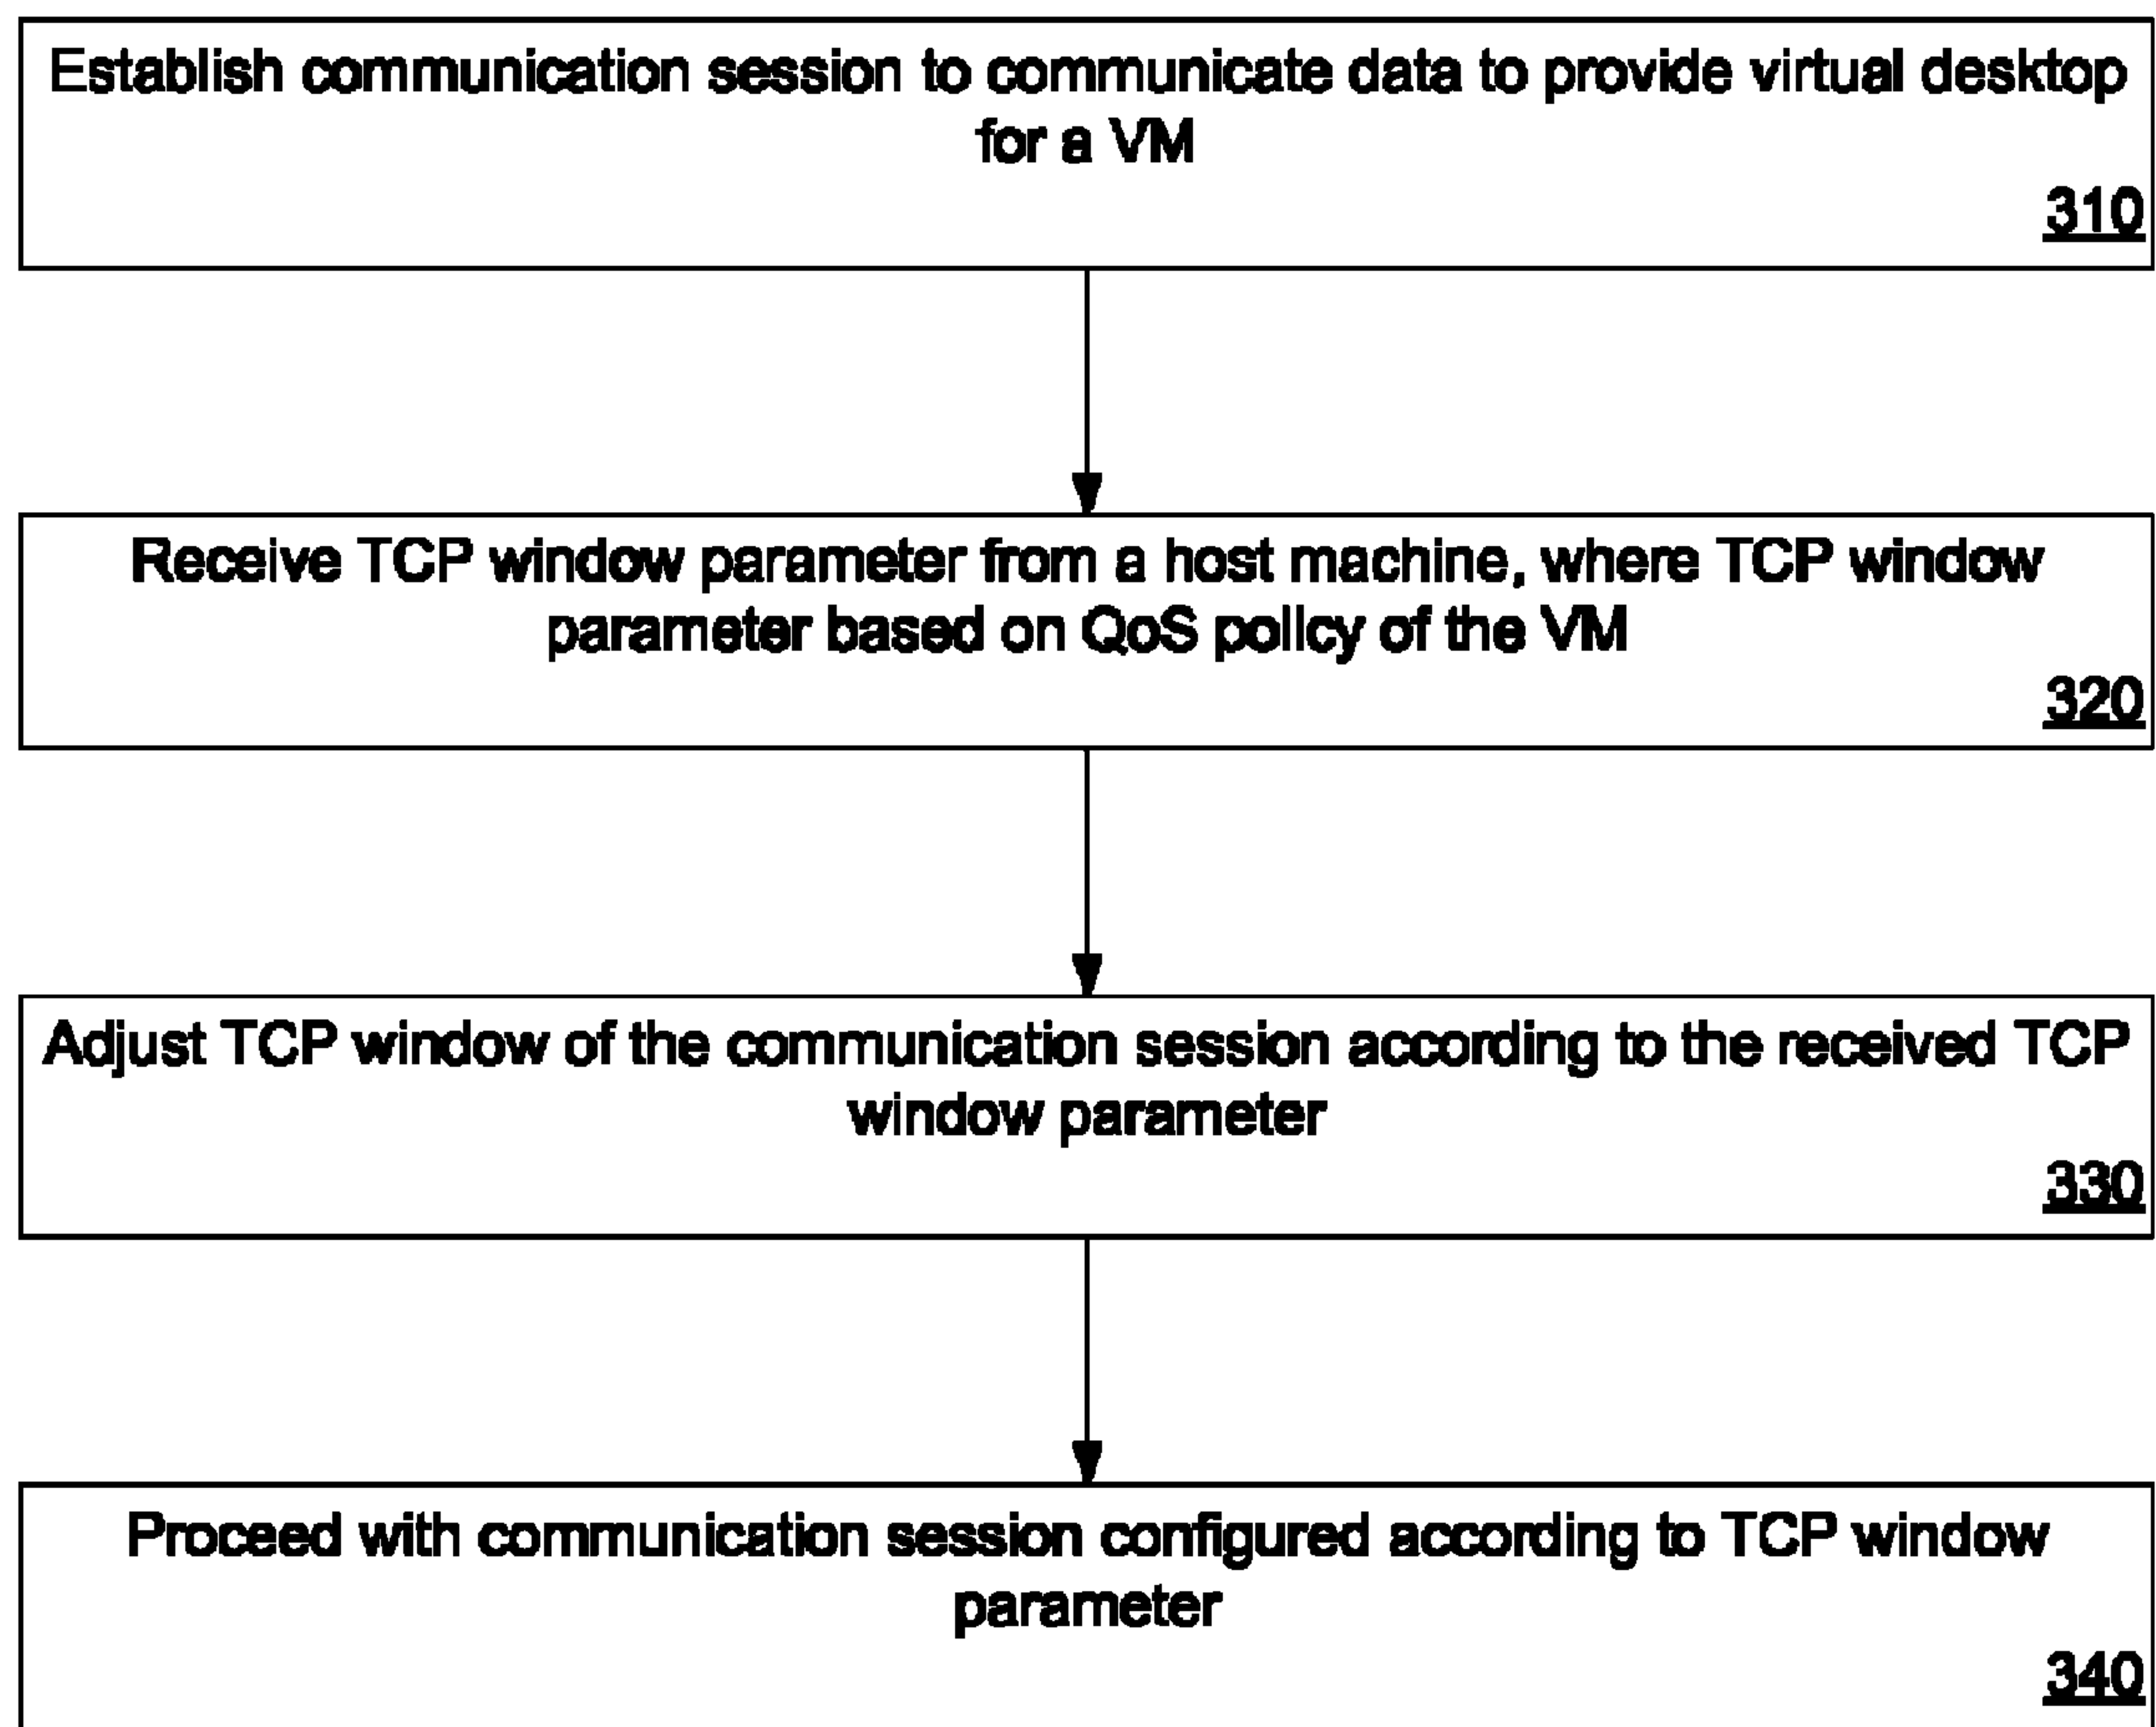 Establish communication session to communicate data to provide virtual desktop
for a VM
310
Receive TCP window parameter from a host machine, where TCP window
parameter based on QoS policy of the VM
320
Adjust TCP window of the communication session according to the received TCP
window parameter
330
Proceed with communication session configured according to TCP window
parameter
340